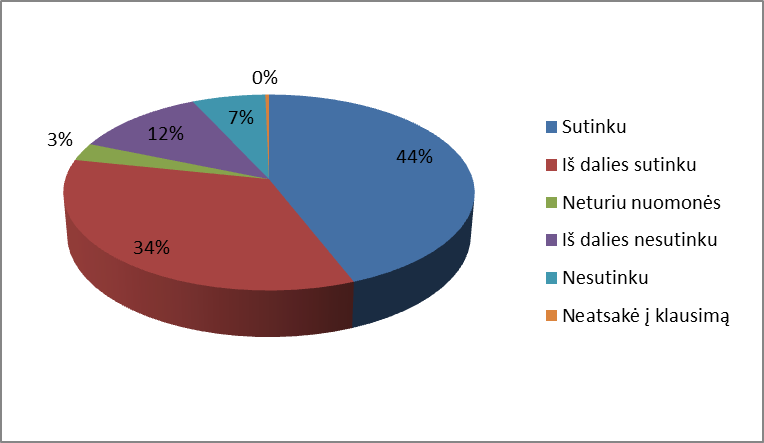 0%
7%
12%
3%
44%
34%
Sutinku
Iš dalies sutinku
Neturiu nuomonės
Iš dalies nesutinku
Nesutinku
Neatsakė į klausimą